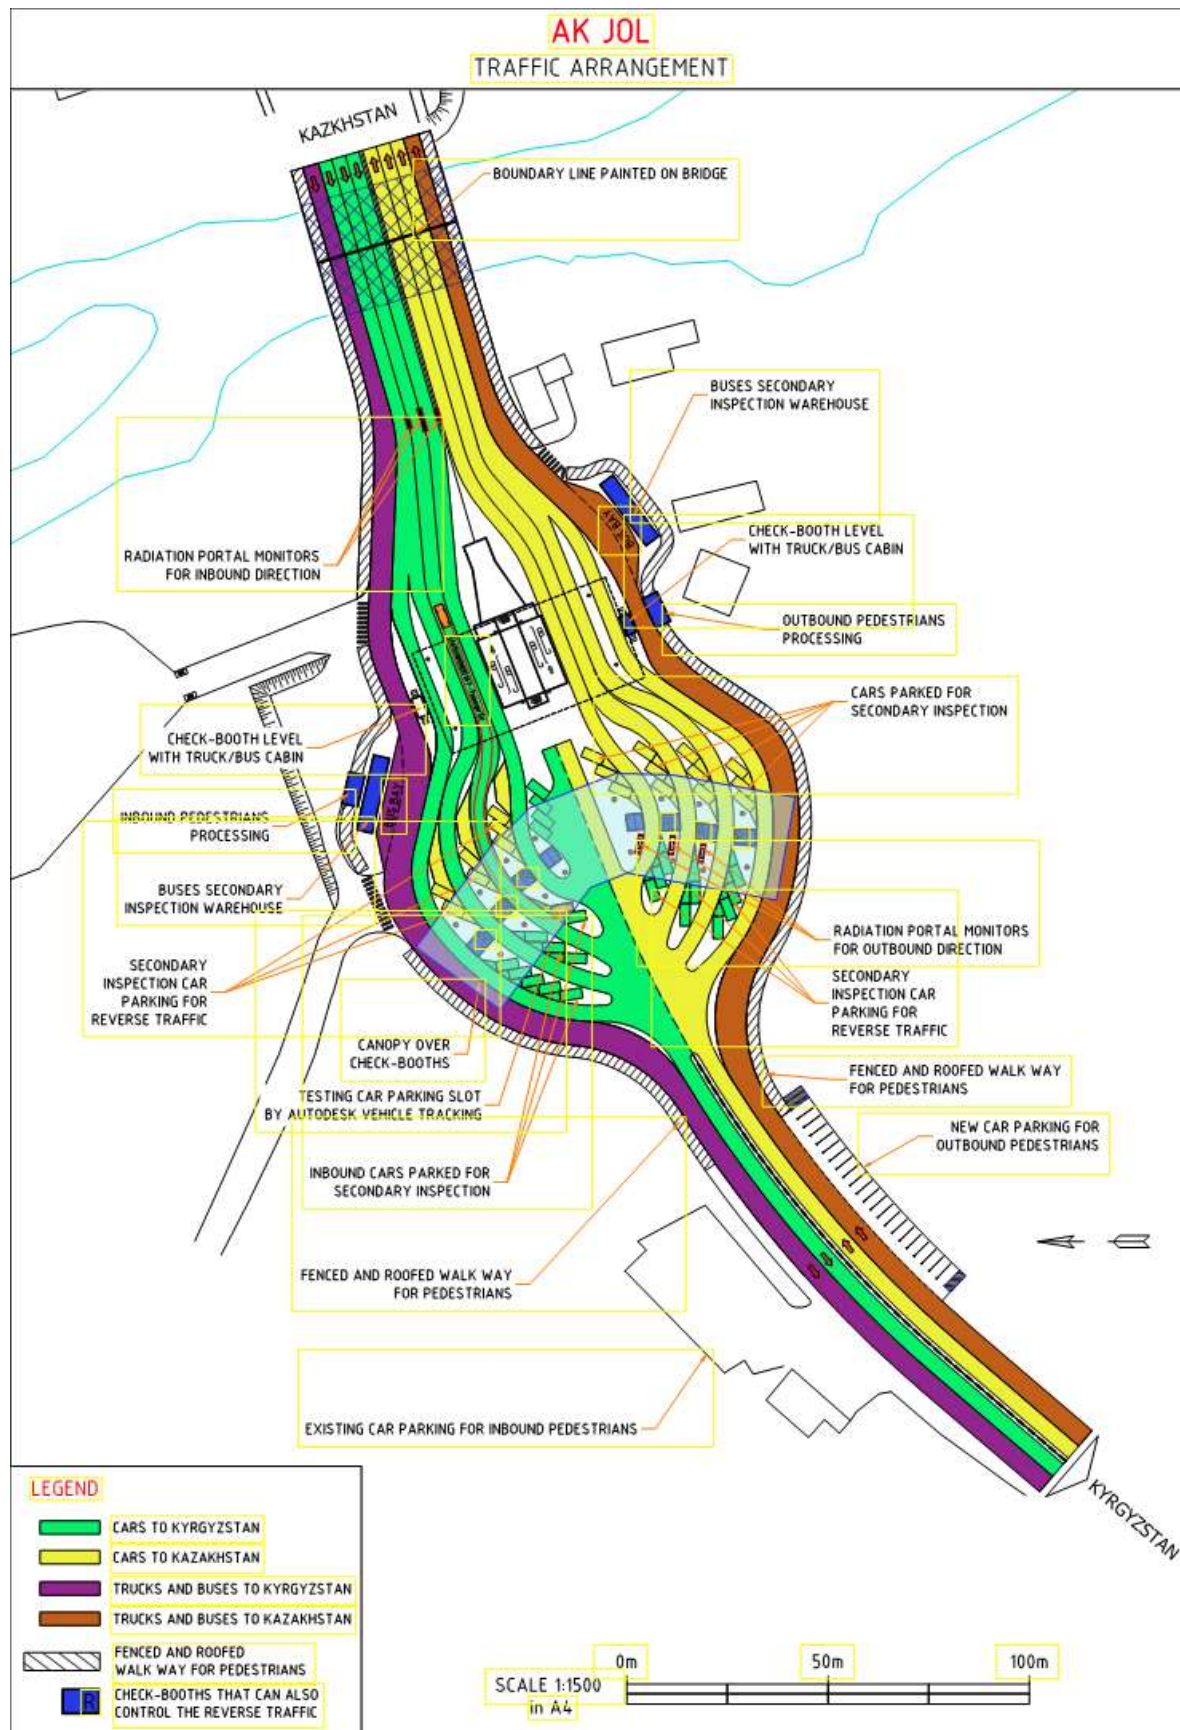 AK JOL
TRAFFIC ARRANGEMENT
KAZKHSTAN
BOUNDARY LINE PAINTED ON BRIDGE
BUSES SECONDARY
INSPECTION WAREHOUSE
BUS BAY
CHECK-BOOTH LEVEL
WITH TRUCK/BUS CABIN
RADIATION PORTAL MONITORS
FOR INBOUND DIRECTION
OUTBOUND PEDESTRIANS
PROCESSING
CARS PARKED FOR
SECONDARY INSPECTION
CHECK-BOOTH LEVEL
WITH TRUCK/BUS CABIN
BUS BAY
INBOUND PEDESTRIANS
PROCESSING
BUSES SECONDARY
INSPECTION WAREHOUSE
RADIATION PORTAL MONITORS
FOR OUTBOUND DIRECTION
SECONDARY
INSPECTION CAR
PARKING FOR
REVERSE TRAFFIC
SECONDARY
INSPECTION CAR
PARKING FOR
REVERSE TRAFFIC
CANOPY OVER
CHECK-BOOTHS
FENCED AND ROOFED WALK WAY
FOR PEDESTRIANS
TESTING CAR PARKING SLOT
BY AUTODESK VEHICLE TRACKING
NEW CAR PARKING FOR
OUTBOUND PEDESTRIANS
INBOUND CARS PARKED FOR
SECONDARY INSPECTION
FENCED AND ROOFED WALK WAY
FOR PEDESTRIANS
EXISTING CAR PARKING FOR INBOUND PEDESTRIANS
KYRGYZSTAN
LEGEND
CARS TO KYRGYZSTAN
CARS TO KAZAKHSTAN
TRUCKS AND BUSES TO KYRGYZSTAN
TRUCKS AND BUSES TO KAZAKHSTAN
FENCED AND ROOFED
WALK WAY FOR PEDESTRIANS
R
CHECK-BOOTHS THAT CAN ALSO
CONTROL THE REVERSE TRAFFIC
SCALE 1:1500
in A4
0m 50m 100m